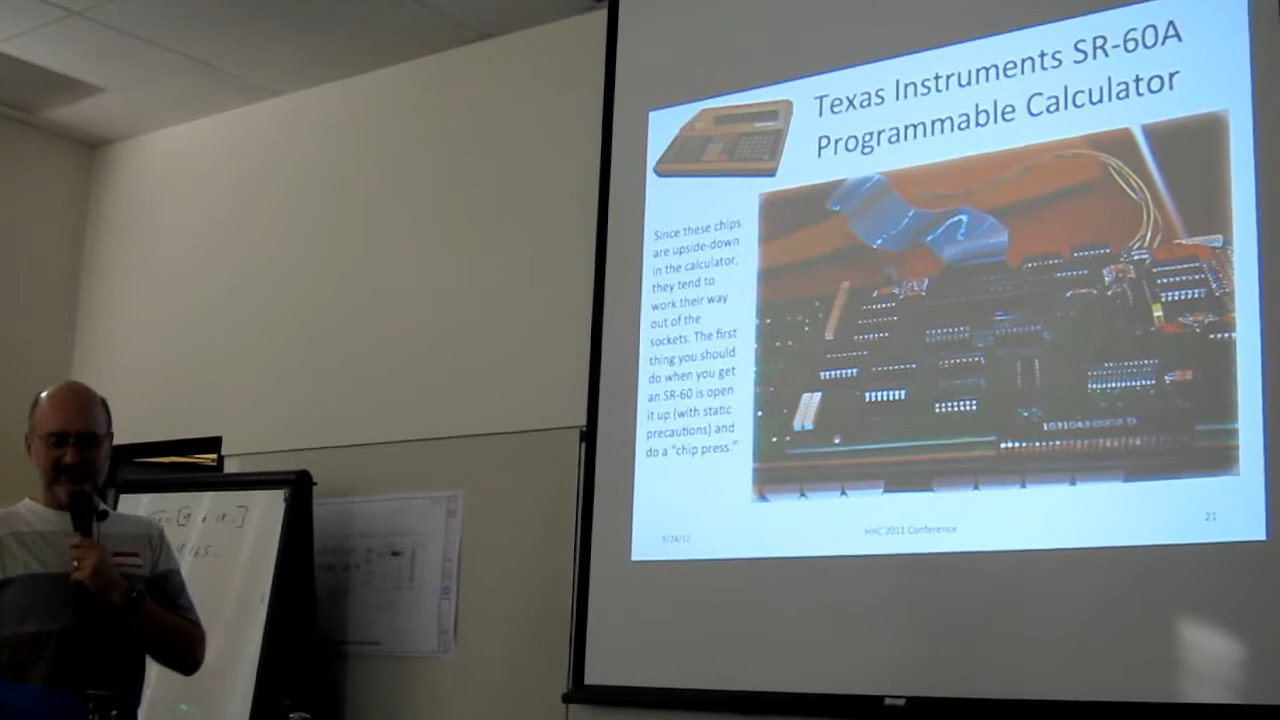 Texas Instruments SR-60A
Programmable Calculator
Since these chips
are upside-down
in the calculator,
they tend to
work their way
out of the
sockets. The first
thing you should
do when you get
an SR-60 is open
it up (with static
precautions) and
do a "chip press."
HHC 2011 Conference
21